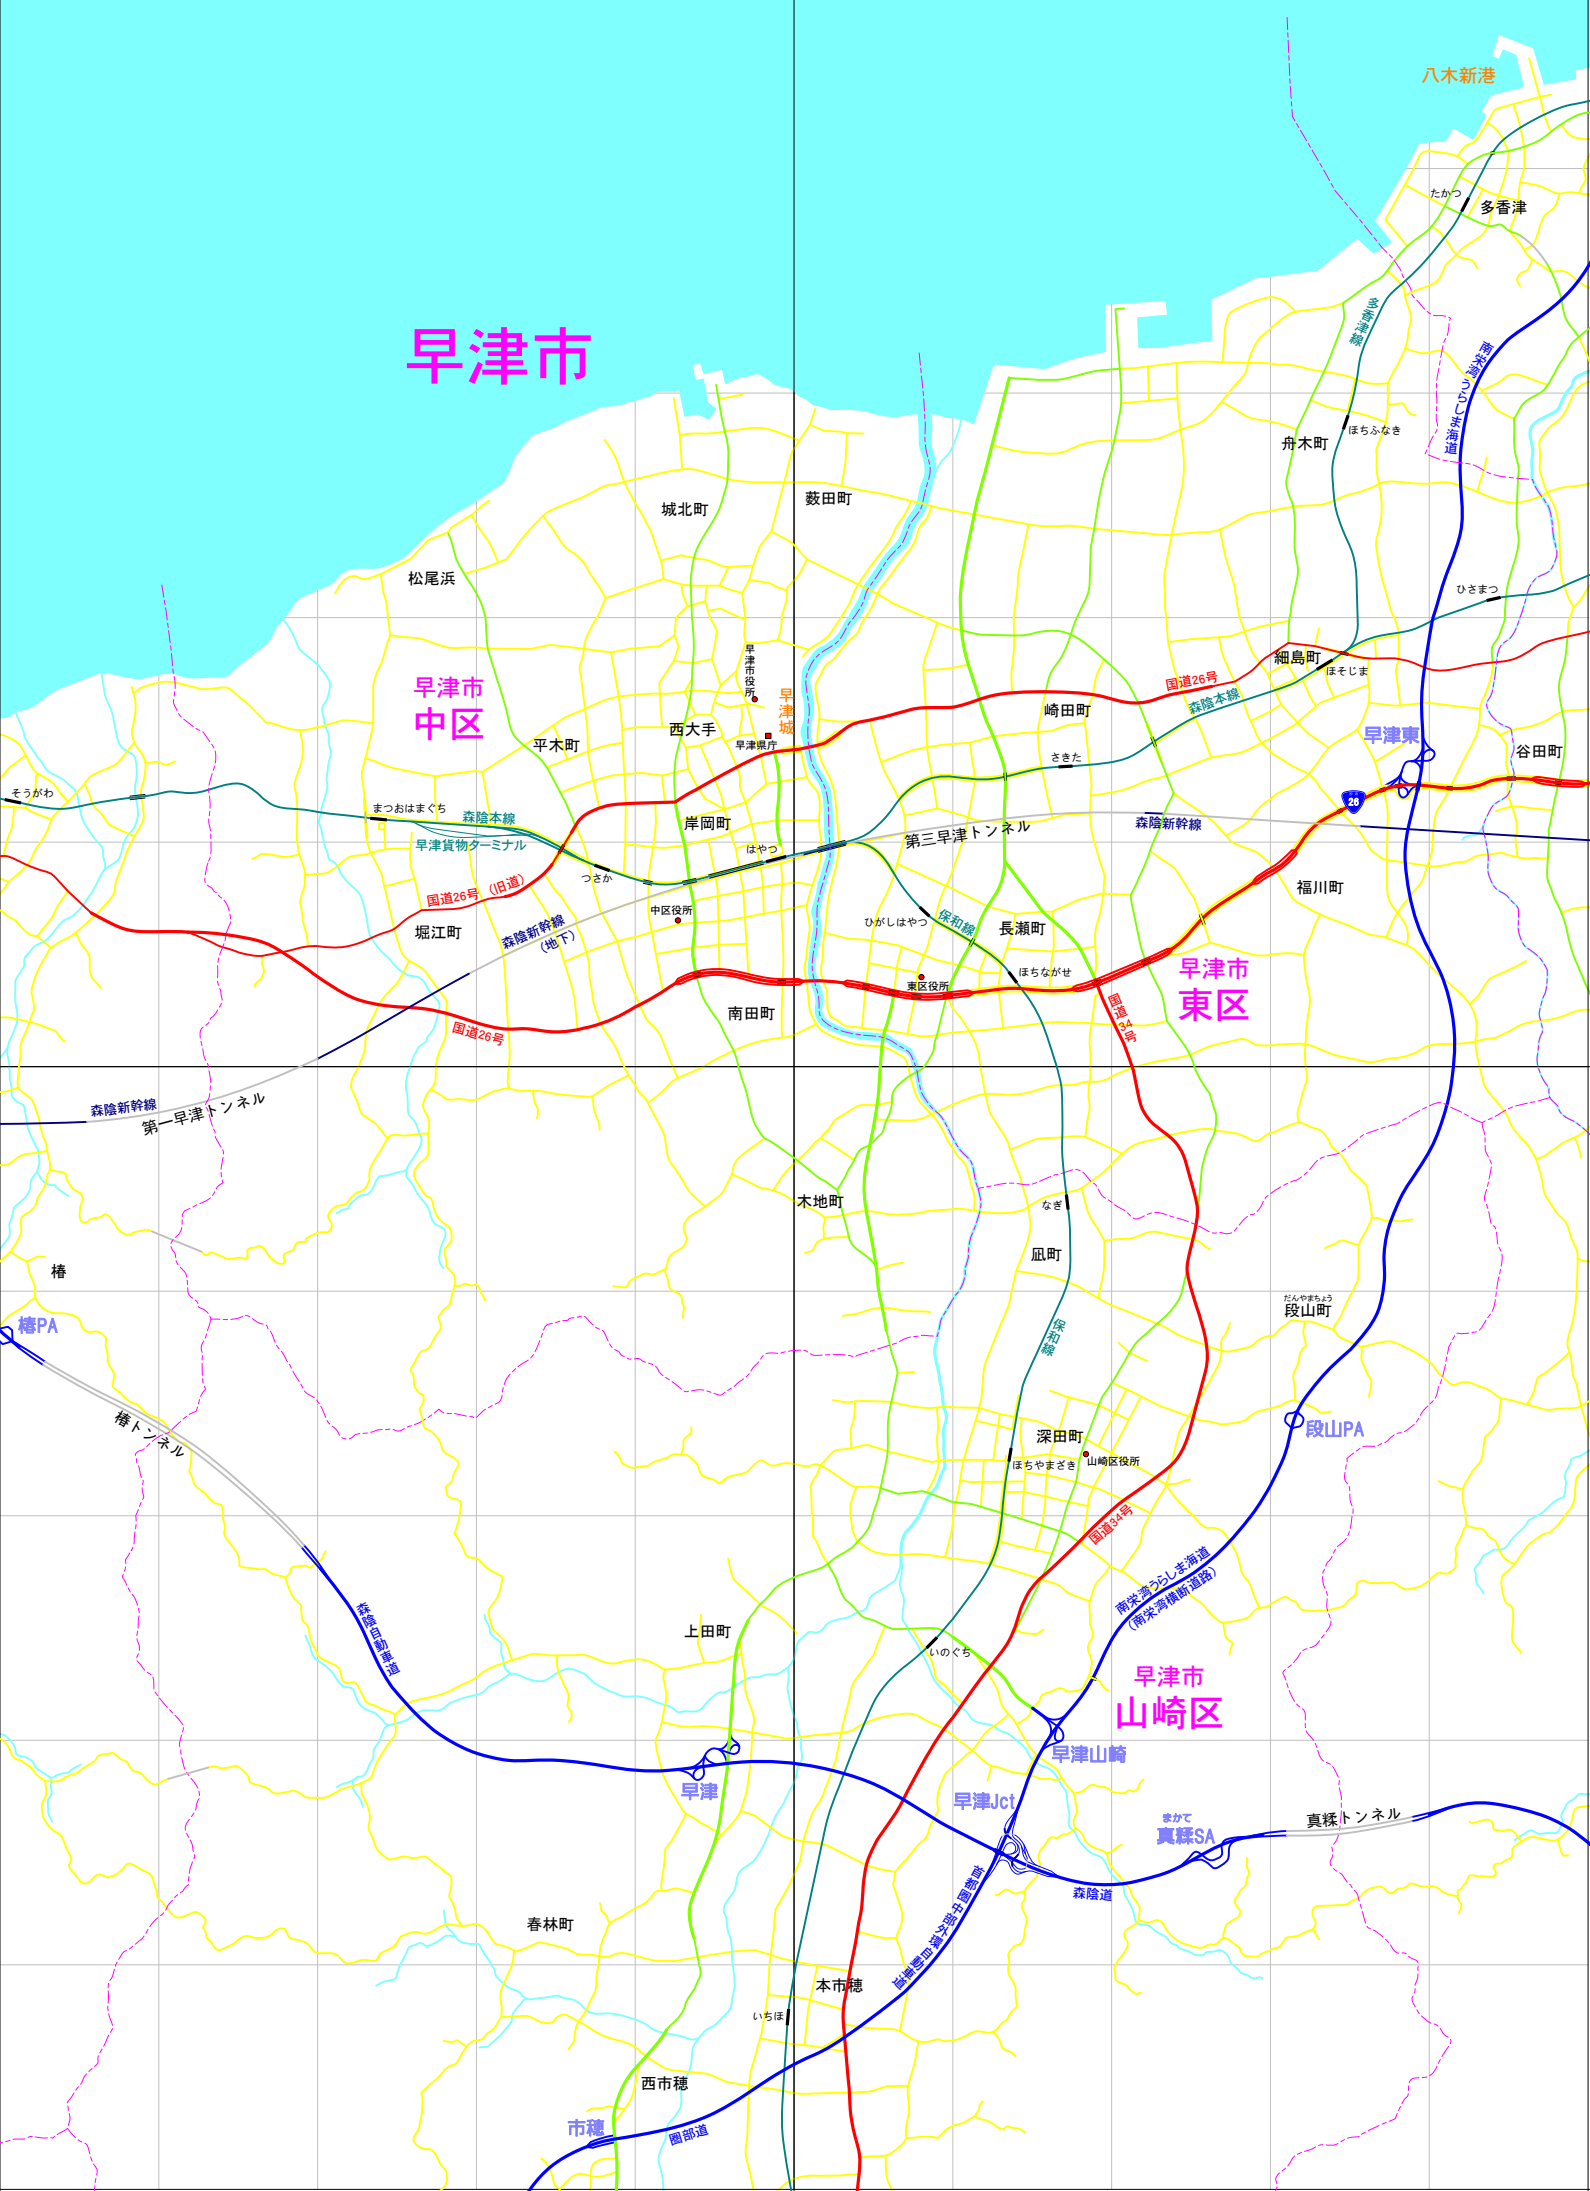 八木新港
たかつ
多香津
多香津線
南栄湾うらしま海道
早津市
ほちふなき
舟木町
薮田町
城北町
松尾浜
ひさまつ
早津市役所
細島町
ほそじま
国道26号
早津市
中区
早津城
森陰本線
崎田町
西大手
平木町
早津県庁
早津東
谷田町
さきた
そうがわ
まつおはまぐち
森陰本線
早津貨物ターミナル
岸岡町
26
森陰新幹線
第三早津トンネル
はやつ
つさか
国道26号（旧道）
福川町
中区役所
ひがしはやつ
保和線
長瀬町
堀江町
森陰新幹線
（地下）
ほちながせ
早津市
東区
東区役所
南田町
国道34号
国道26号
森陰新幹線
第一早津トンネル
木地町
なぎ
凪町
椿
だんやまちょう
段山町
椿PA
保和線
椿トンネル
段山PA
深田町
山崎区役所
ほちやまざき
国道34号
南栄湾うらしま海道
（南栄湾横断道路）
森陰自動車道
上田町
いのぐち
早津市
山崎区
早津山崎
早津
早津Jct
まかて
真糅SA
真糅トンネル
森陰道
首都圏中部外環自動車道
春林町
本市穂
いちほ
西市穂
市穂
圏部道